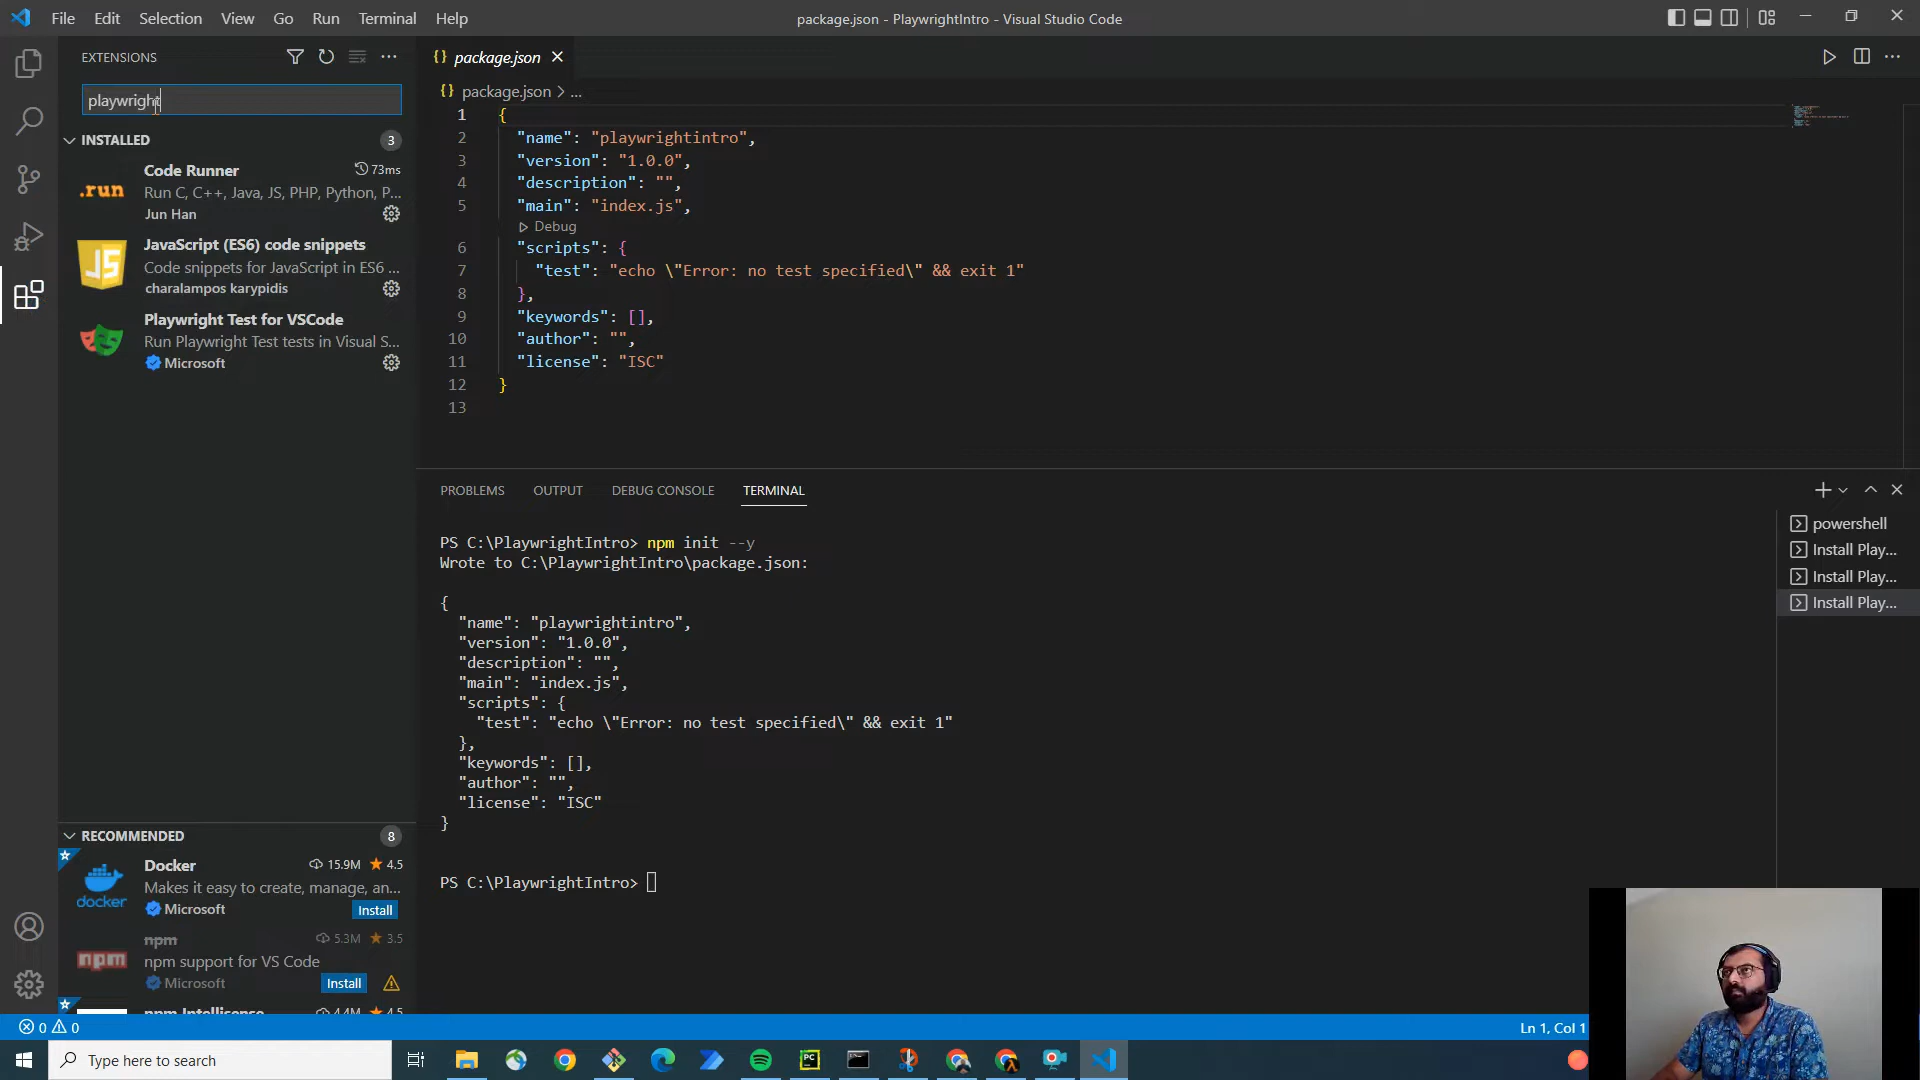 File Edit Selection View Go Run Terminal Help
package.json - PlaywrightIntro - Visual Studio Code
EXTENSIONS
playwright
INSTALLED 3
Code Runner 73ms
Run C, C++, Java, JS, PHP, Python, P...
Jun Han
.run
JavaScript (ES6) code snippets
Code snippets for JavaScript in ES6 ...
charalampos karypidis
JS
Playwright Test for VSCode
Run Playwright Test tests in Visual S...
Microsoft
RECOMMENDED 8
Docker 15.9M 4.5
Makes it easy to create, manage, an...
Microsoft Install
docker
npm 5.3M 3.5
npm support for VS Code
Microsoft Install
npm
npm Intellisense 4.4M 4.5
package.json
package.json > ...
1 {
2 "name": "playwrightintro",
3 "version": "1.0.0",
4 "description": "",
5 "main": "index.js",
Debug
6 "scripts": {
7 "test": "echo \"Error: no test specified\" && exit 1"
8 },
9 "keywords": [],
10 "author": "",
11 "license": "ISC"
12 }
13
PROBLEMS OUTPUT DEBUG CONSOLE TERMINAL
PS C:\PlaywrightIntro> npm init --y
Wrote to C:\PlaywrightIntro\package.json:
{
"name": "playwrightintro",
"version": "1.0.0",
"description": "",
"main": "index.js",
"scripts": {
"test": "echo \"Error: no test specified\" && exit 1"
},
"keywords": [],
"author": "",
"license": "ISC"
}
PS C:\PlaywrightIntro>
powershell
Install Play...
Install Play...
Install Play...
0 0
Ln 1, Col 1
Type here to search
PC